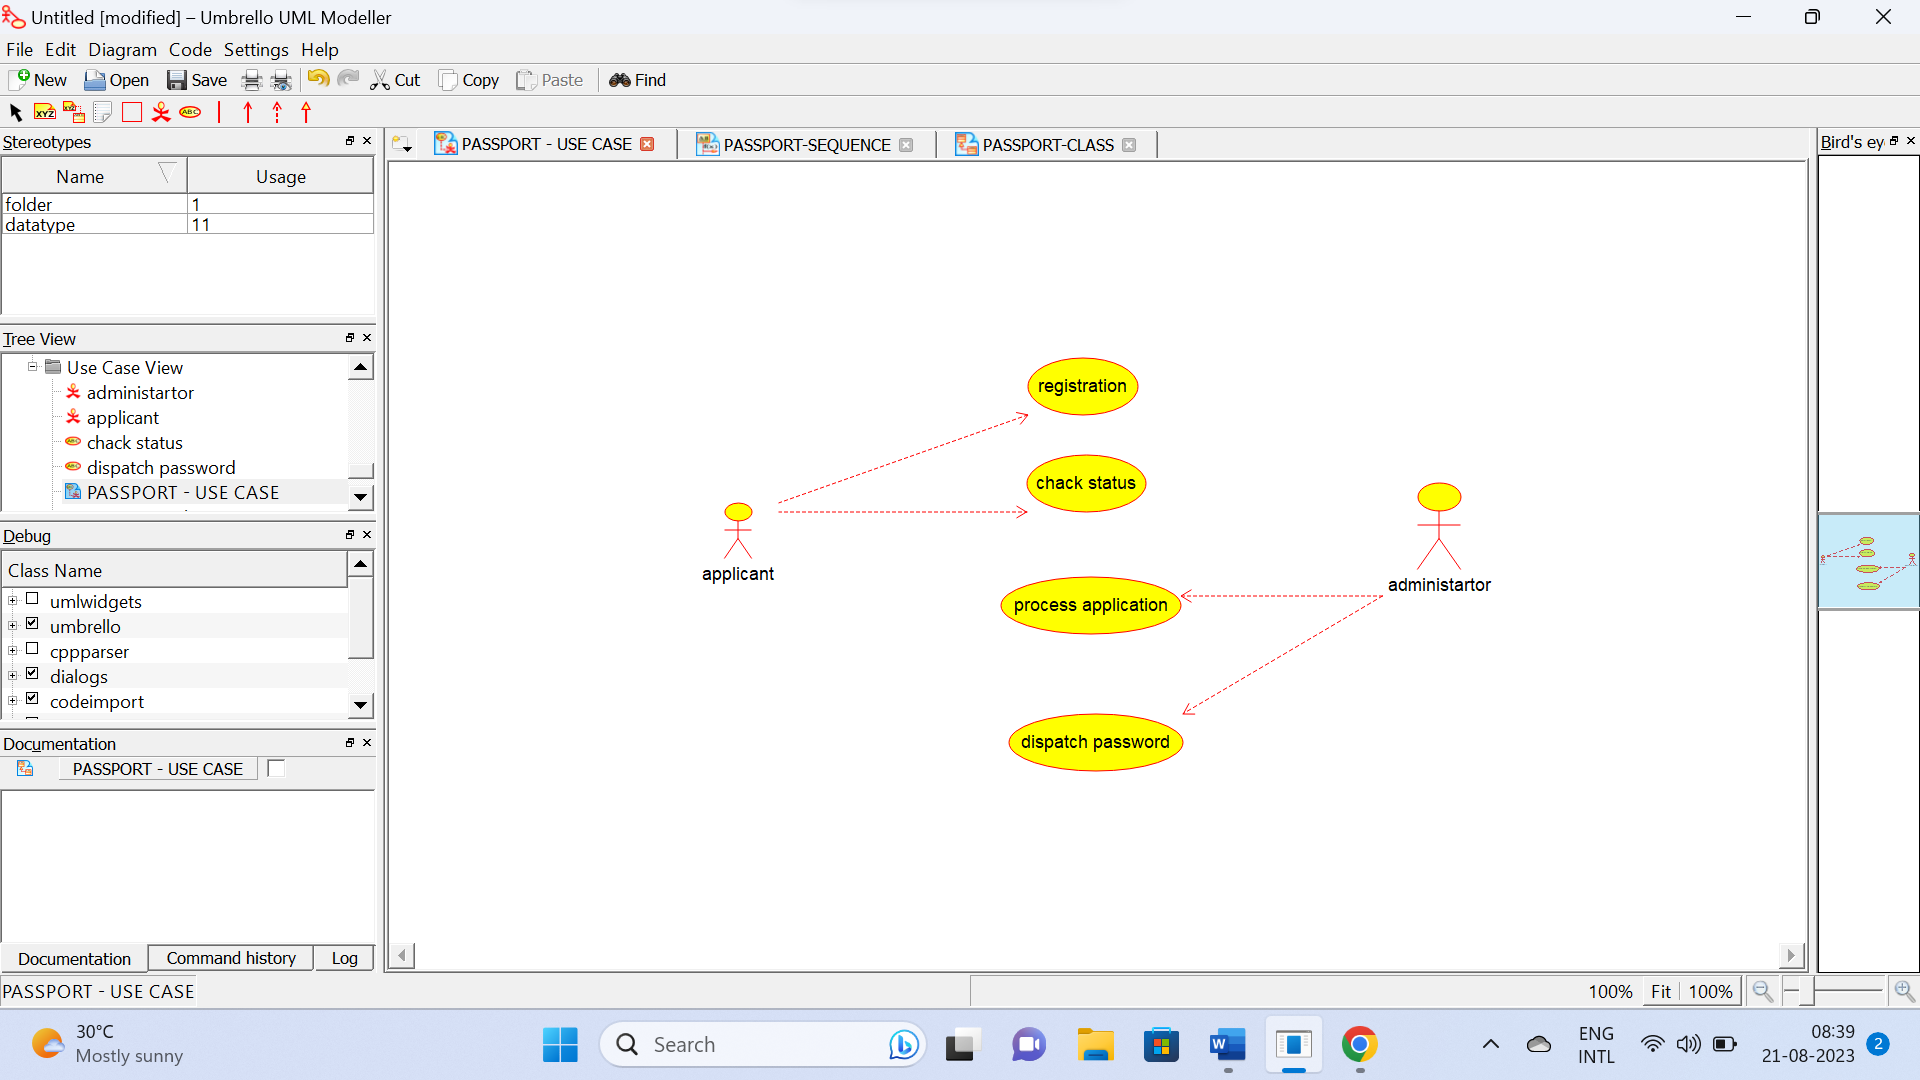 Untitled [modified] – Umbrello UML Modeller
File Edit Diagram Code Settings Help
New Open Save Cut Copy Paste Find
XYZ XYZ ABC
Stereotypes
Name Usage
folder 1
datatype 11
Tree View
Use Case View
administartor
applicant
chack status
dispatch password
PASSPORT - USE CASE
Debug
Class Name
umlwidgets
umbrello
cppparser
dialogs
codeimport
Documentation
PASSPORT - USE CASE
Documentation Command history Log
PASSPORT - USE CASE PASSPORT-SEQUENCE PASSPORT-CLASS
registration
chack status
applicant
process application
administartor
dispatch password
Bird's ey
PASSPORT - USE CASE
100% Fit 100%
30°C
Mostly sunny
Search
W
ENG
INTL
08:39
21-08-2023
2